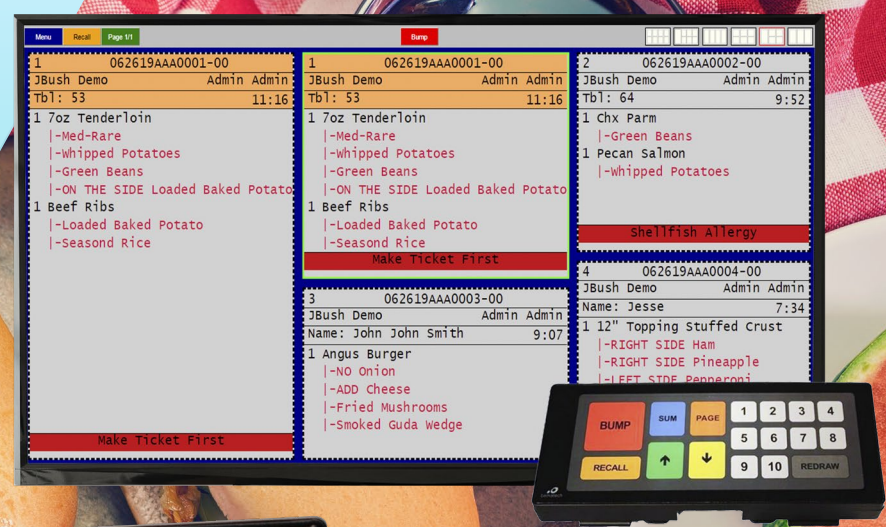 Menu
Recall
Page 1/1
Bump
1 062619AAA0001-00
JBush Demo Admin Admin
Tbl: 53 11:16
1 7oz Tenderloin
|-Med-Rare
|-Whipped Potatoes
|-Green Beans
|-ON THE SIDE Loaded Baked Potato
1 Beef Ribs
|-Loaded Baked Potato
|-Seasond Rice
Make Ticket First
1 062619AAA0001-00
JBush Demo Admin Admin
Tbl: 53 11:16
1 7oz Tenderloin
|-Med-Rare
|-Whipped Potatoes
|-Green Beans
|-ON THE SIDE Loaded Baked Potato
1 Beef Ribs
|-Loaded Baked Potato
|-Seasond Rice
Make Ticket First
3 062619AAA0003-00
JBush Demo Admin Admin
Name: John John Smith 9:07
1 Angus Burger
|-NO Onion
|-ADD Cheese
|-Fried Mushrooms
|-Smoked Guda Wedge
2 062619AAA0002-00
JBush Demo Admin Admin
Tbl: 64 9:52
1 Chx Parm
|-Green Beans
1 Pecan Salmon
|-Whipped Potatoes
Shellfish Allergy
4 062619AAA0004-00
JBush Demo Admin Admin
Name: Jesse 7:34
1 12" Topping Stuffed Crust
|-RIGHT SIDE Ham
|-RIGHT SIDE Pineapple
|-LEFT SIDE Pepperoni
BUMP SUM PAGE 1 2 3 4
5 6 7 8
RECALL 9 10 REDRAW